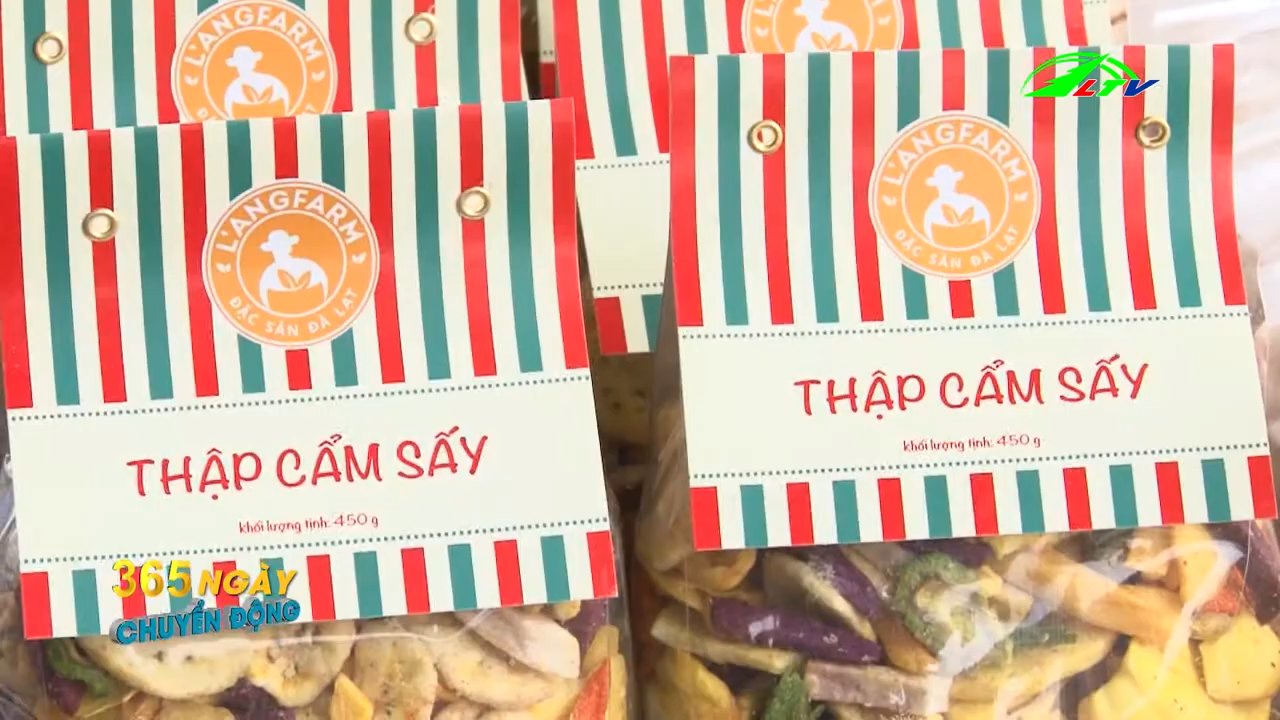 L'ANGFARM
LTV
L'ANGFARM
ĐẶC SẢN ĐÀ LẠT
THẬP CẨM SẤY
khối lượng tịnh: 450 g
L'ANGFARM
ĐẶC SẢN ĐÀ LẠT
THẬP CẨM SẤY
khối lượng tịnh: 450 g
365 NGÀY
CHUYỂN ĐỘNG